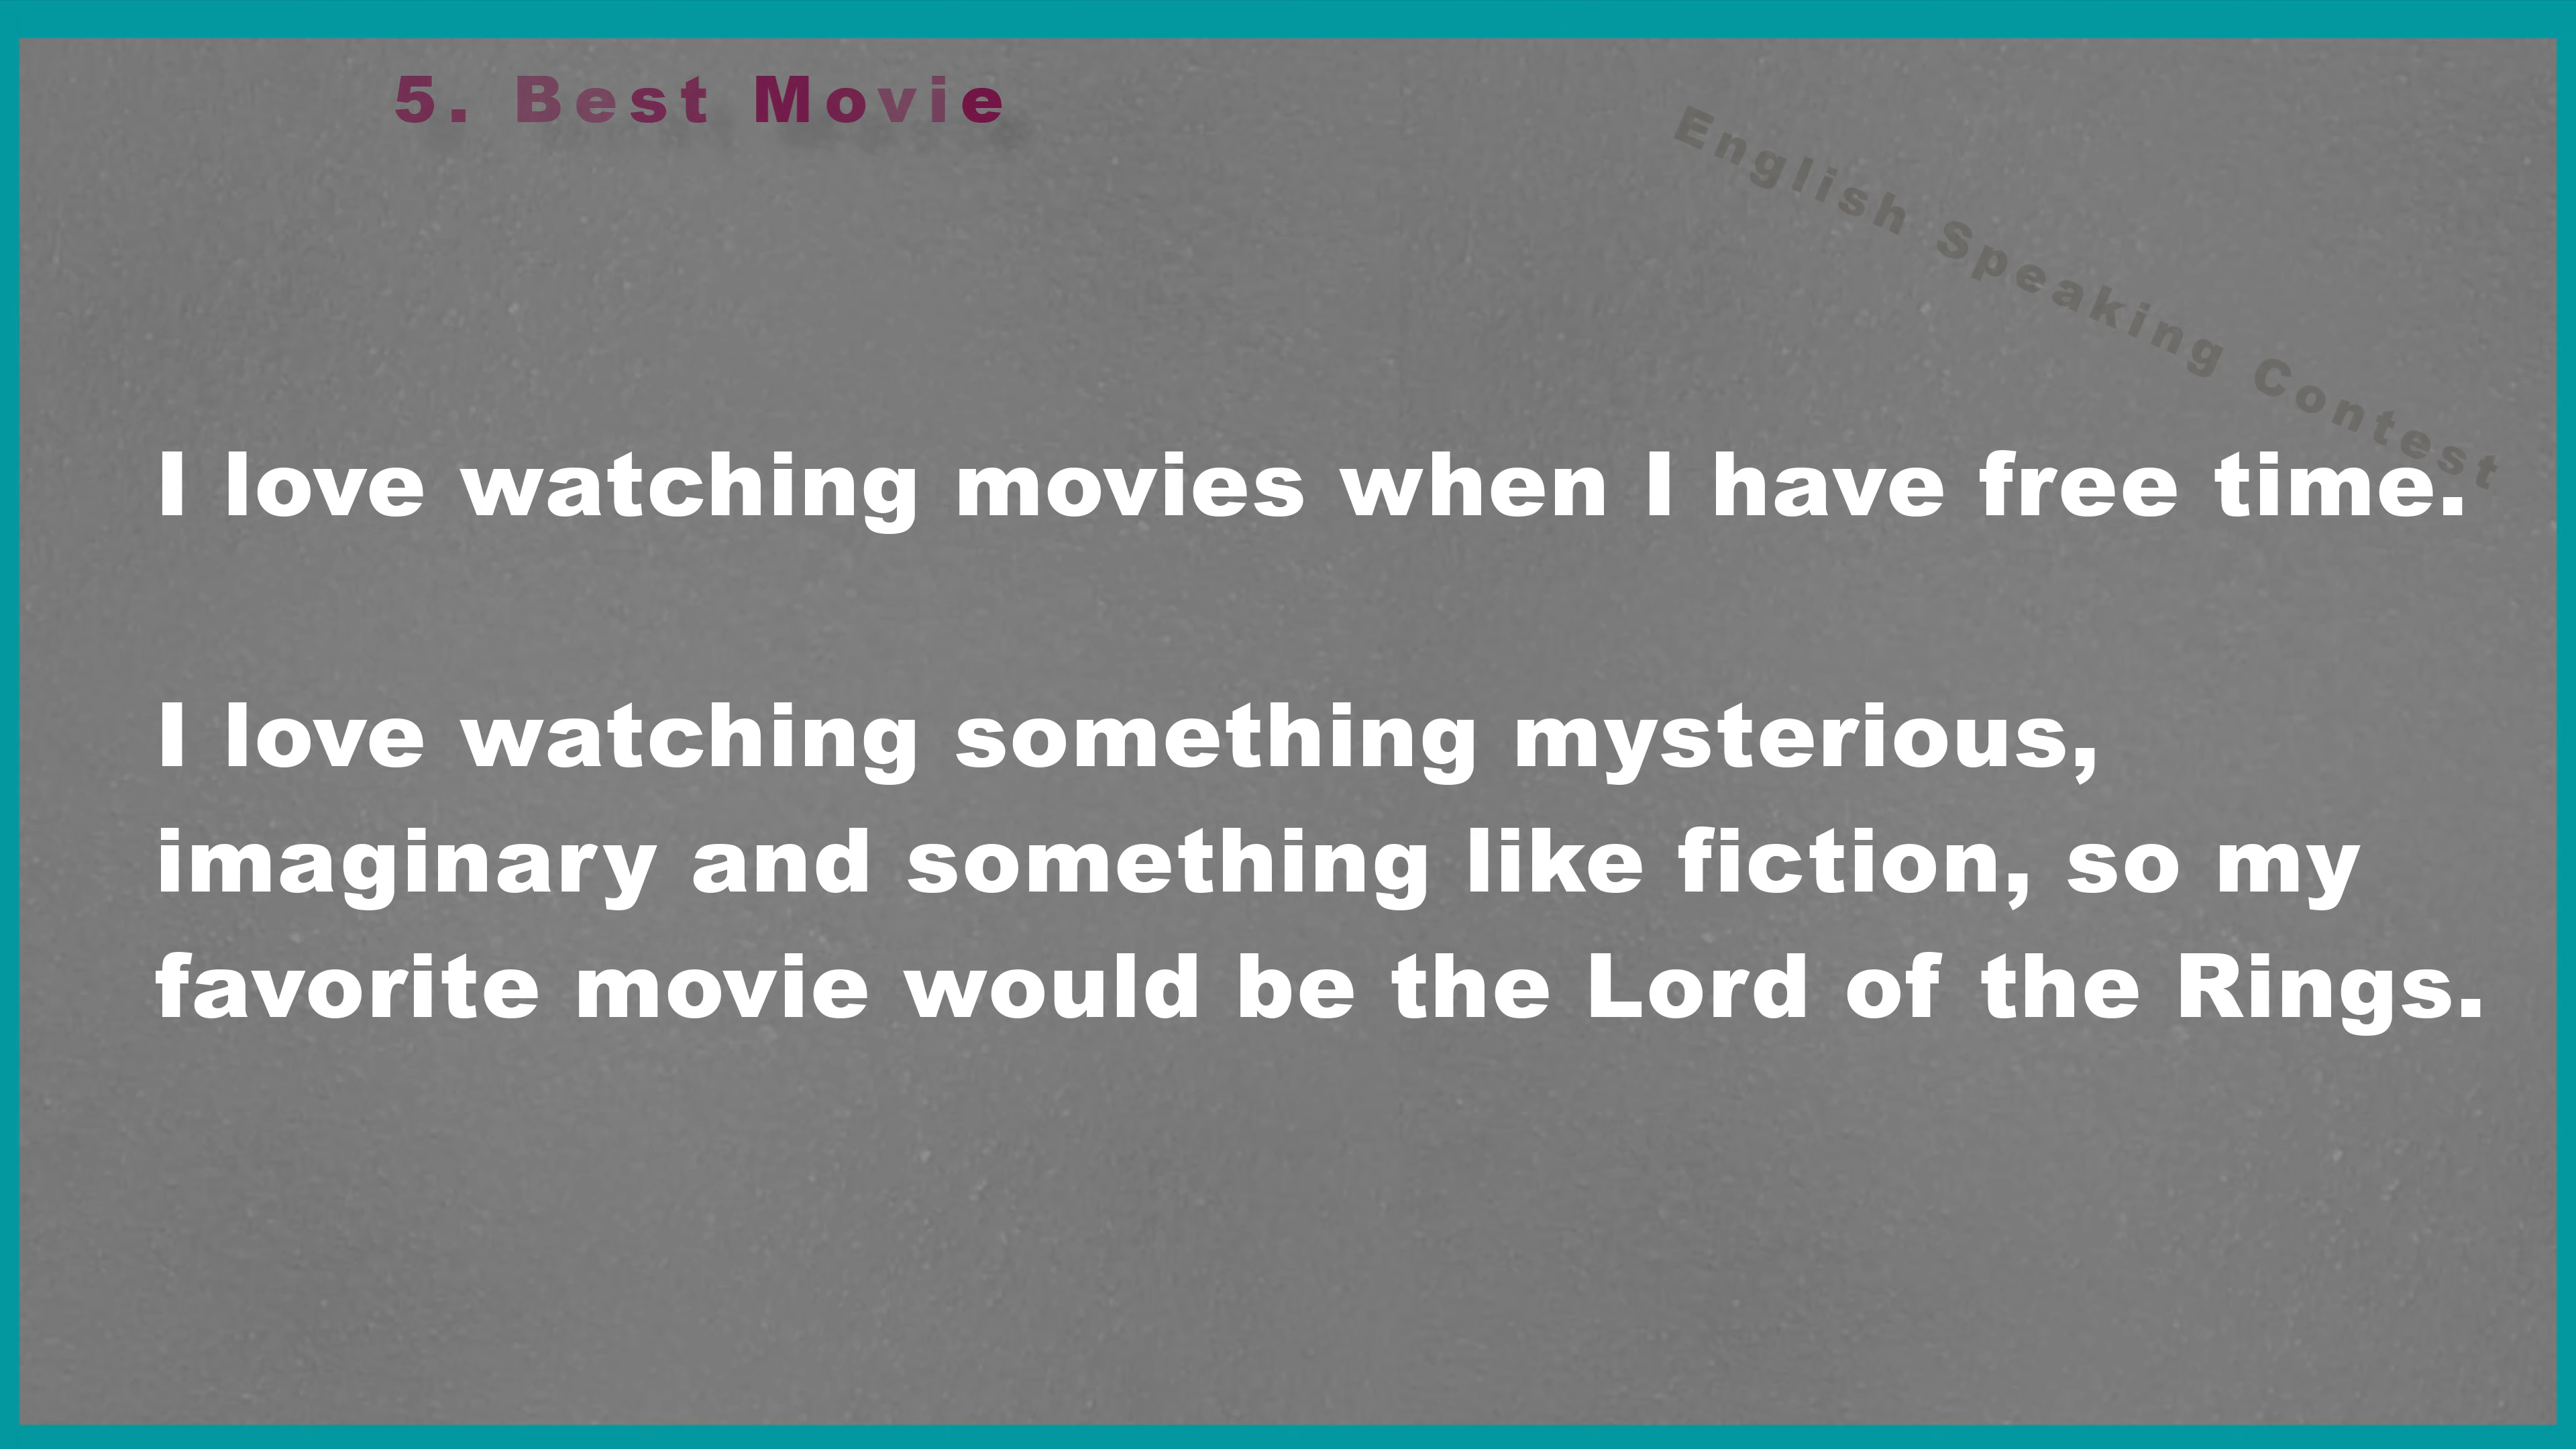 5. Best Movie
English Speaking Contest
I love watching movies when I have free time.
I love watching something mysterious,
imaginary and something like fiction, so my
favorite movie would be the Lord of the Rings.